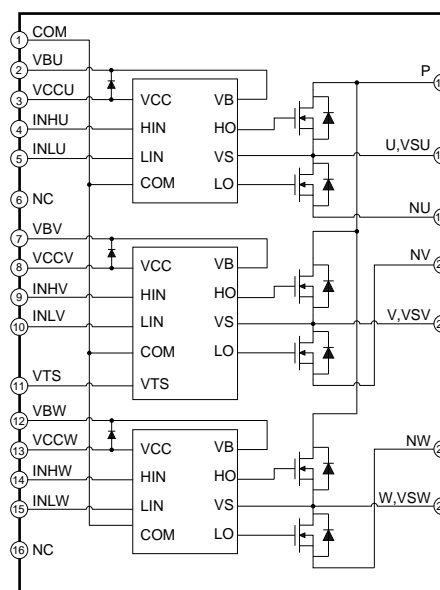 1 COM
2 VBU
3 VCCU
4 INHU
5 INLU
6 NC
7 VBV
8 VCCV
9 INHV
10 INLV
11 VTS
12 VBW
13 VCCW
14 INHW
15 INLW
16 NC
VCC VB
HIN HO
LIN VS
COM LO
VCC VB
HIN HO
LIN VS
COM LO
VTS
VCC VB
HIN HO
LIN VS
COM LO
P
U,VSU
NU
NV
V,VSV
NW
W,VSW